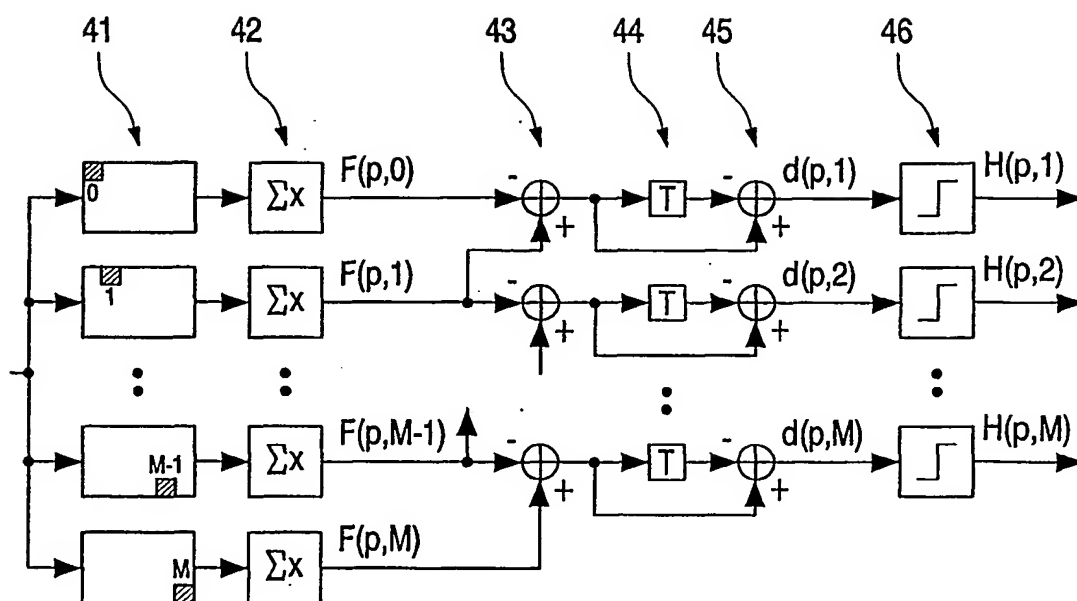 41 42 43 44 45 46
0 Σx F(p,0) - + T - + d(p,1) H(p,1)
1 Σx F(p,1) - + T - + d(p,2) H(p,2)
M-1 Σx F(p,M-1) - + T - + d(p,M) H(p,M)
M Σx F(p,M)